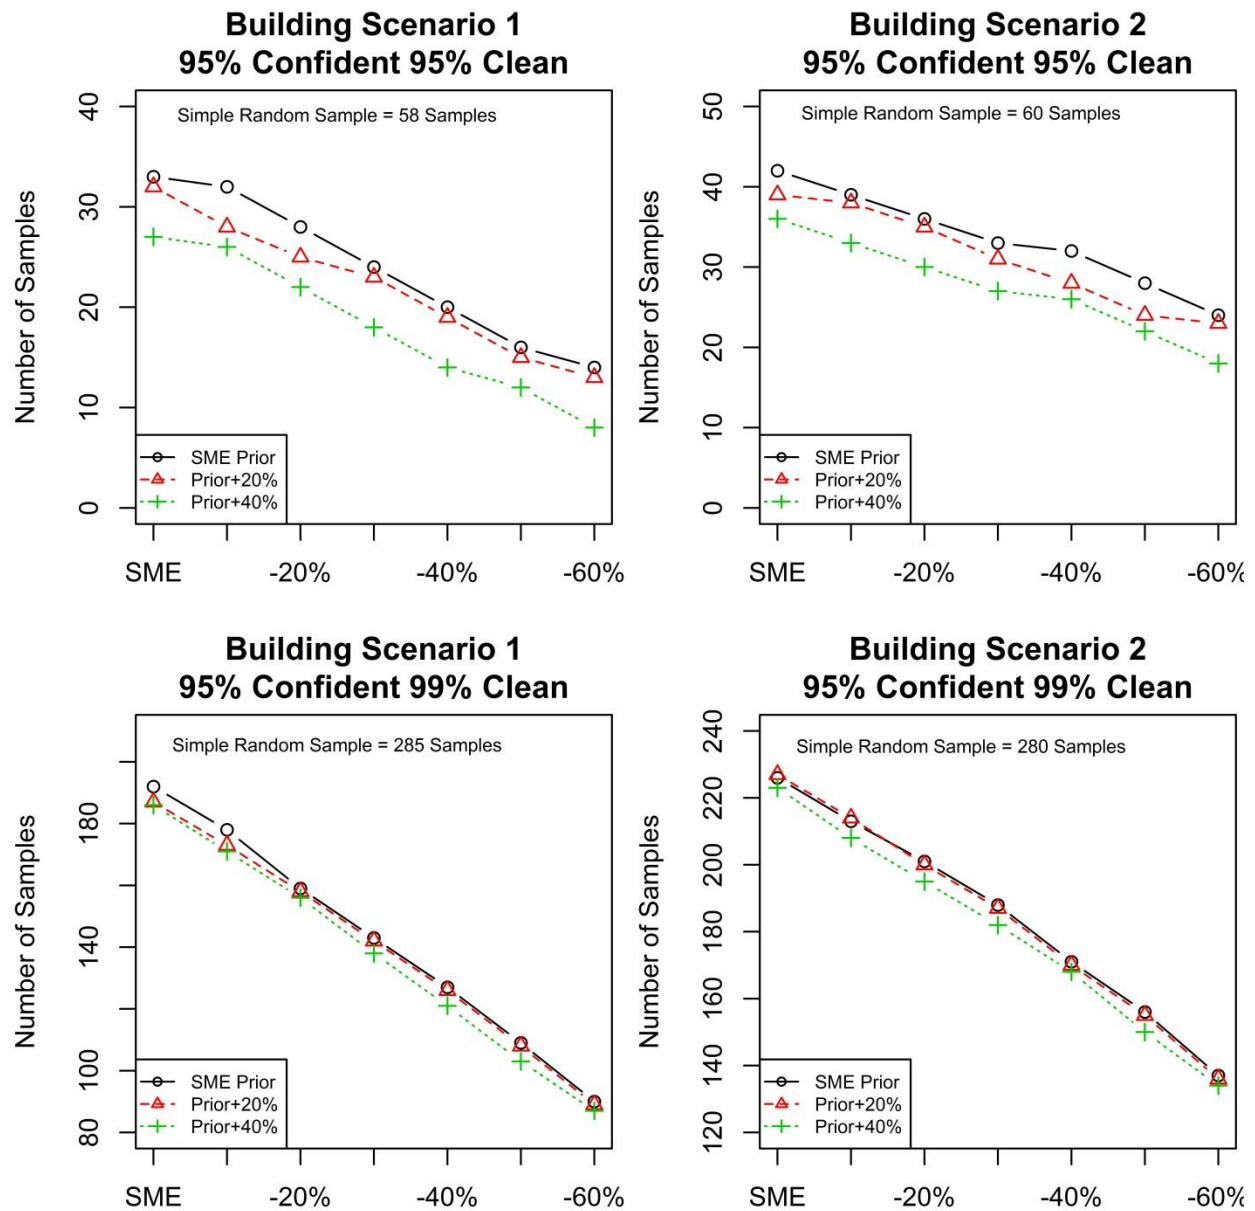 Building Scenario 1
95% Confident 95% Clean
Simple Random Sample = 58 Samples
Number of Samples
40
30
20
10
0
SME Prior
Prior+20%
Prior+40%
SME -20% -40% -60%
Building Scenario 2
95% Confident 95% Clean
Simple Random Sample = 60 Samples
Number of Samples
50
40
30
20
10
0
SME Prior
Prior+20%
Prior+40%
SME -20% -40% -60%
Building Scenario 1
95% Confident 99% Clean
Simple Random Sample = 285 Samples
Number of Samples
180
140
100
80
SME Prior
Prior+20%
Prior+40%
SME -20% -40% -60%
Building Scenario 2
95% Confident 99% Clean
Simple Random Sample = 280 Samples
Number of Samples
240
220
200
180
160
140
120
SME Prior
Prior+20%
Prior+40%
SME -20% -40% -60%